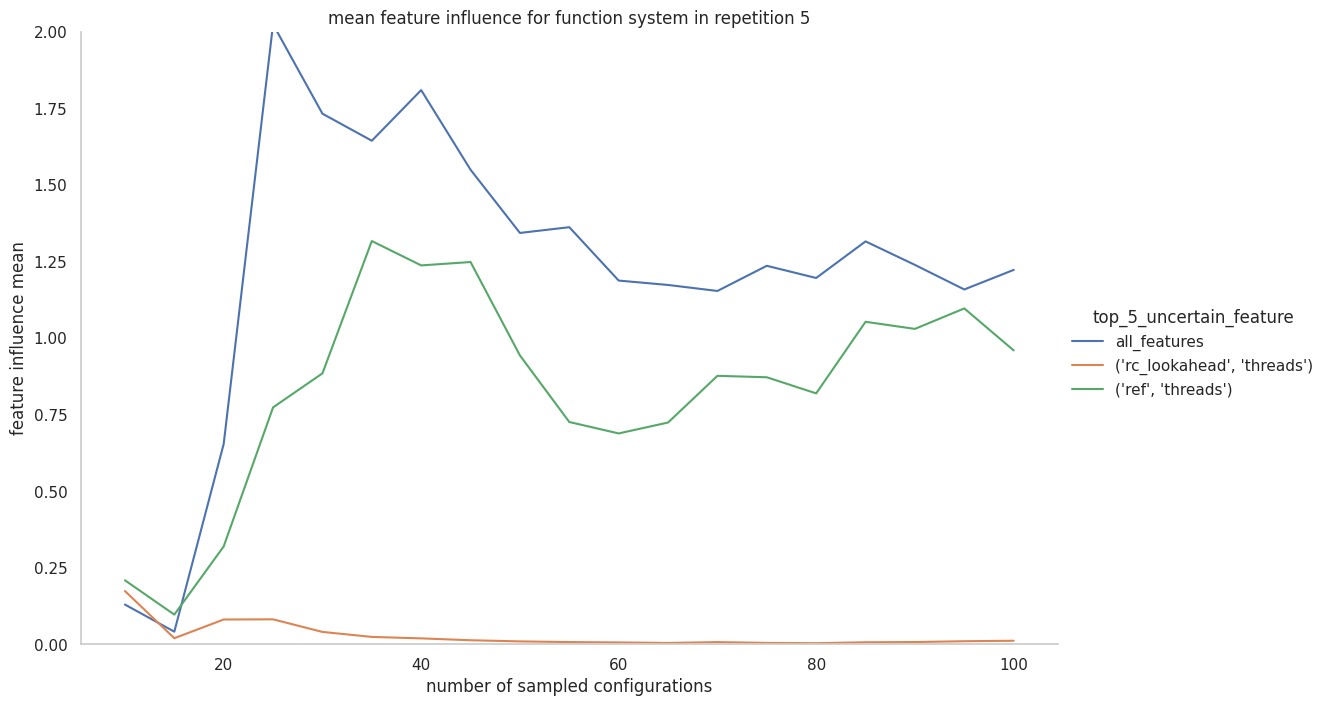 mean feature influence for function system in repetition 5
2.00
1.75
1.50
1.25
1.00
0.75
0.50
0.25
0.00
feature influence mean
20 40 60 80 100
number of sampled configurations
top_5_uncertain_feature
all_features
('rc_lookahead', 'threads')
('ref', 'threads')